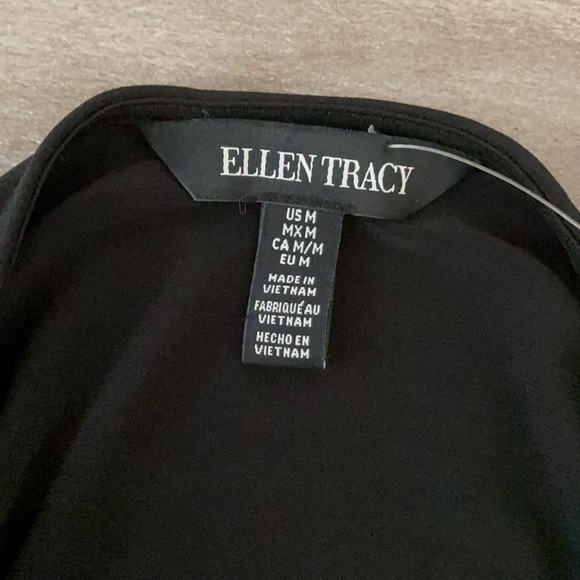 ELLEN TRACY
US M
MX M
CA M/M
EU M
MADE IN
VIETNAM
FABRIQUÉ AU
VIETNAM
HECHO EN
VIETNAM